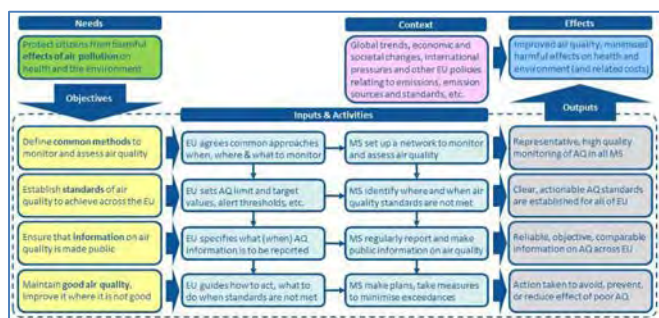 Needs
Context
Effects
Protect citizens from harmful
effects of air pollution on
health and the environment
Global trends, economic and
societal changes, international
pressures and other EU policies
relating to emissions, emission
sources and standards, etc.
Improved air quality, minimised
harmful effects on health and
environment (and related costs)
Objectives
Inputs & Activities
Outputs
Define common methods to
monitor and assess air quality
EU agrees common approaches
when, where & what to monitor
MS set up a network to monitor
and assess air quality
Representative, high quality
monitoring of AQ in all MS
Establish standards of air
quality to achieve across the EU
EU sets AQ limit and target
values, alert thresholds, etc.
MS identify where and when air
quality standards are not met
Clear, actionable AQ standards
are established for all of EU
Ensure that information on air
quality is made public
EU specifies what (when) AQ
information is to be reported
MS regularly report and make
public information on air quality
Reliable, objective, comparable
information on AQ across EU
Maintain good air quality,
improve it where it is not good
EU guides how to act, what to
do when standards are not met
MS make plans, take measures
to minimise exceedances
Action taken to avoid, prevent,
or reduce effect of poor AQ